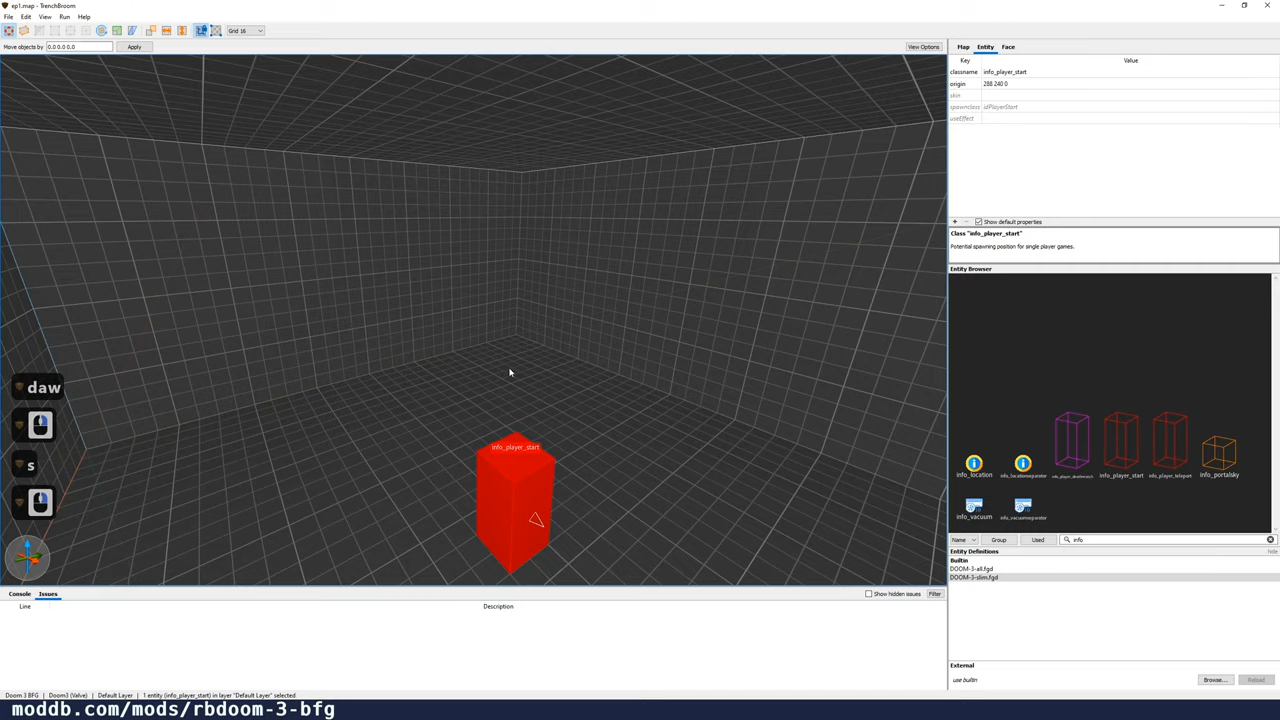 ep1.map - TrenchBroom
File Edit View Run Help
Grid 16
Move objects by 0.0 0.0 0.0 Apply View Options
Map Entity Face
Key Value
classname info_player_start
origin 288 240 0
skin
spawnclass idPlayerStart
useEffect
+ - Show default properties
Class "info_player_start"
Potential spawning position for single player games.
Entity Browser
info_player_start
daw
s
info_location info_locationseparator info_player_deathmatch info_player_start info_player_teleport info_portalsky
info_vacuum info_vacuumseparator
Name Group Used info
Entity Definitions hide
Builtin
DOOM-3-all.fgd
DOOM-3-slim.fgd
Console Issues Show hidden issues Filter
Line Description
External
use builtin Browse... Reload
Doom 3 BFG | Doom3 (Valve) | Default Layer | 1 entity (info_player_start) in layer "Default Layer" selected
moddb.com/mods/rbdoom-3-bfg